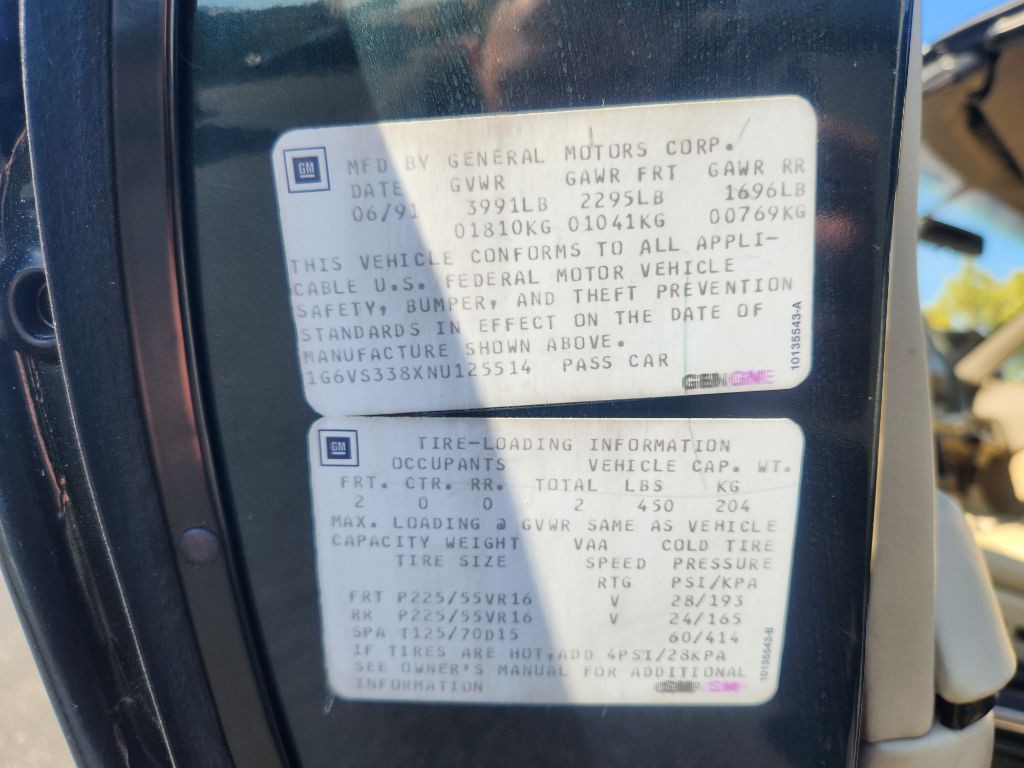 GM
MFD BY GENERAL MOTORS CORP.
DATE GVWR GAWR FRT GAWR RR
06/91 3991LB 2295LB 1696LB
01810KG 01041KG 00769KG
THIS VEHICLE CONFORMS TO ALL APPLI-
CABLE U.S. FEDERAL MOTOR VEHICLE
SAFETY, BUMPER, AND THEFT PREVENTION
STANDARDS IN EFFECT ON THE DATE OF
MANUFACTURE SHOWN ABOVE.
1G6VS338XNU125514 PASS CAR
10135543-A
GM
TIRE-LOADING INFORMATION
OCCUPANTS VEHICLE CAP. WT.
FRT. CTR. RR. TOTAL LBS KG
2 0 0 2 450 204
MAX. LOADING @ GVWR SAME AS VEHICLE
CAPACITY WEIGHT VAA COLD TIRE
TIRE SIZE SPEED PRESSURE
RTG PSI/KPA
FRT P225/55VR16 V 28/193
RR P225/55VR16 V 24/165
SPA T125/70D15 60/414
IF TIRES ARE HOT,ADD 4PSI/28KPA
SEE OWNER'S MANUAL FOR ADDITIONAL
INFORMATION
10135543-B